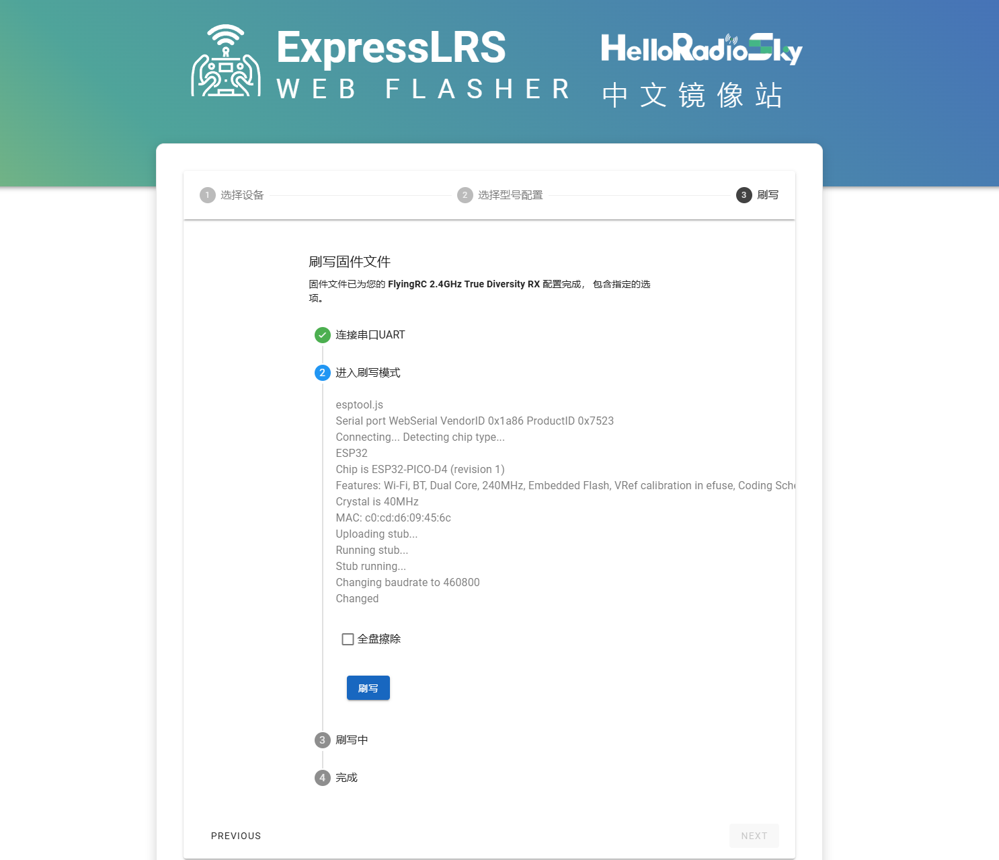 ExpressLRS
WEB FLASHER
HelloRadioSky
中文镜像站
1 选择设备
2 选择型号配置
3 刷写
刷写固件文件
固件文件已为您的 FlyingRC 2.4GHz True Diversity RX 配置完成， 包含指定的选
项。
连接串口UART
2 进入刷写模式
esptool.js
Serial port WebSerial VendorID 0x1a86 ProductID 0x7523
Connecting... Detecting chip type...
ESP32
Chip is ESP32-PICO-D4 (revision 1)
Features: Wi-Fi, BT, Dual Core, 240MHz, Embedded Flash, VRef calibration in efuse, Coding
Crystal is 40MHz
MAC: c0:cd:d6:09:45:6c
Uploading stub...
Running stub...
Stub running...
Changing baudrate to 460800
Changed
全盘擦除
刷写
3 刷写中
4 完成
PREVIOUS
NEXT